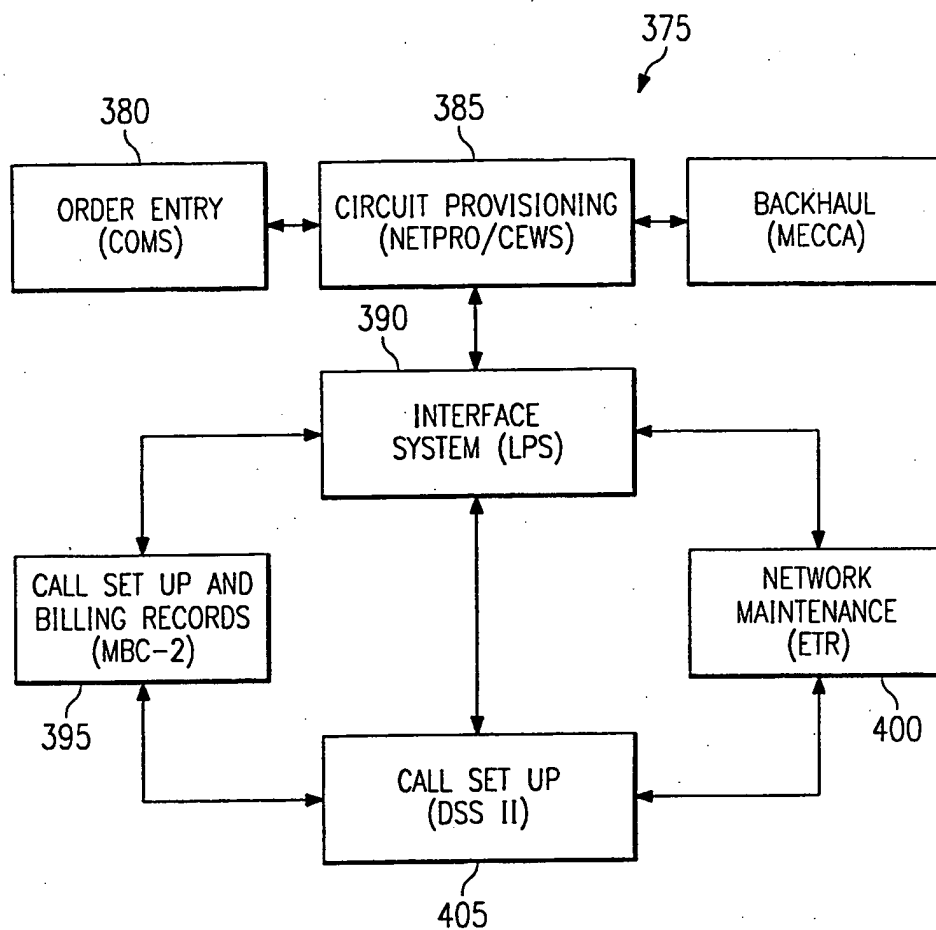 375
380
385
ORDER ENTRY
(COMS)
CIRCUIT PROVISIONING
(NETPRO/CEWS)
BACKHAUL
(MECCA)
390
INTERFACE
SYSTEM (LPS)
CALL SET UP AND
BILLING RECORDS
(MBC-2)
395
NETWORK
MAINTENANCE
(ETR)
400
CALL SET UP
(DSS II)
405